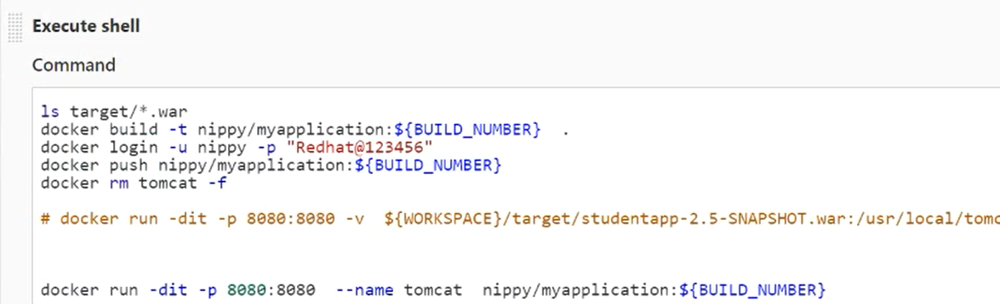 Execute shell
Command
ls target/*.war
docker build -t nippy/myapplication:${BUILD_NUMBER}  .
docker login -u nippy -p "Redhat@123456"
docker push nippy/myapplication:${BUILD_NUMBER}
docker rm tomcat -f
# docker run -dit -p 8080:8080 -v  ${WORKSPACE}/target/studentapp-2.5-SNAPSHOT.war:/usr/local/tomc
docker run -dit -p 8080:8080  --name tomcat  nippy/myapplication:${BUILD_NUMBER}